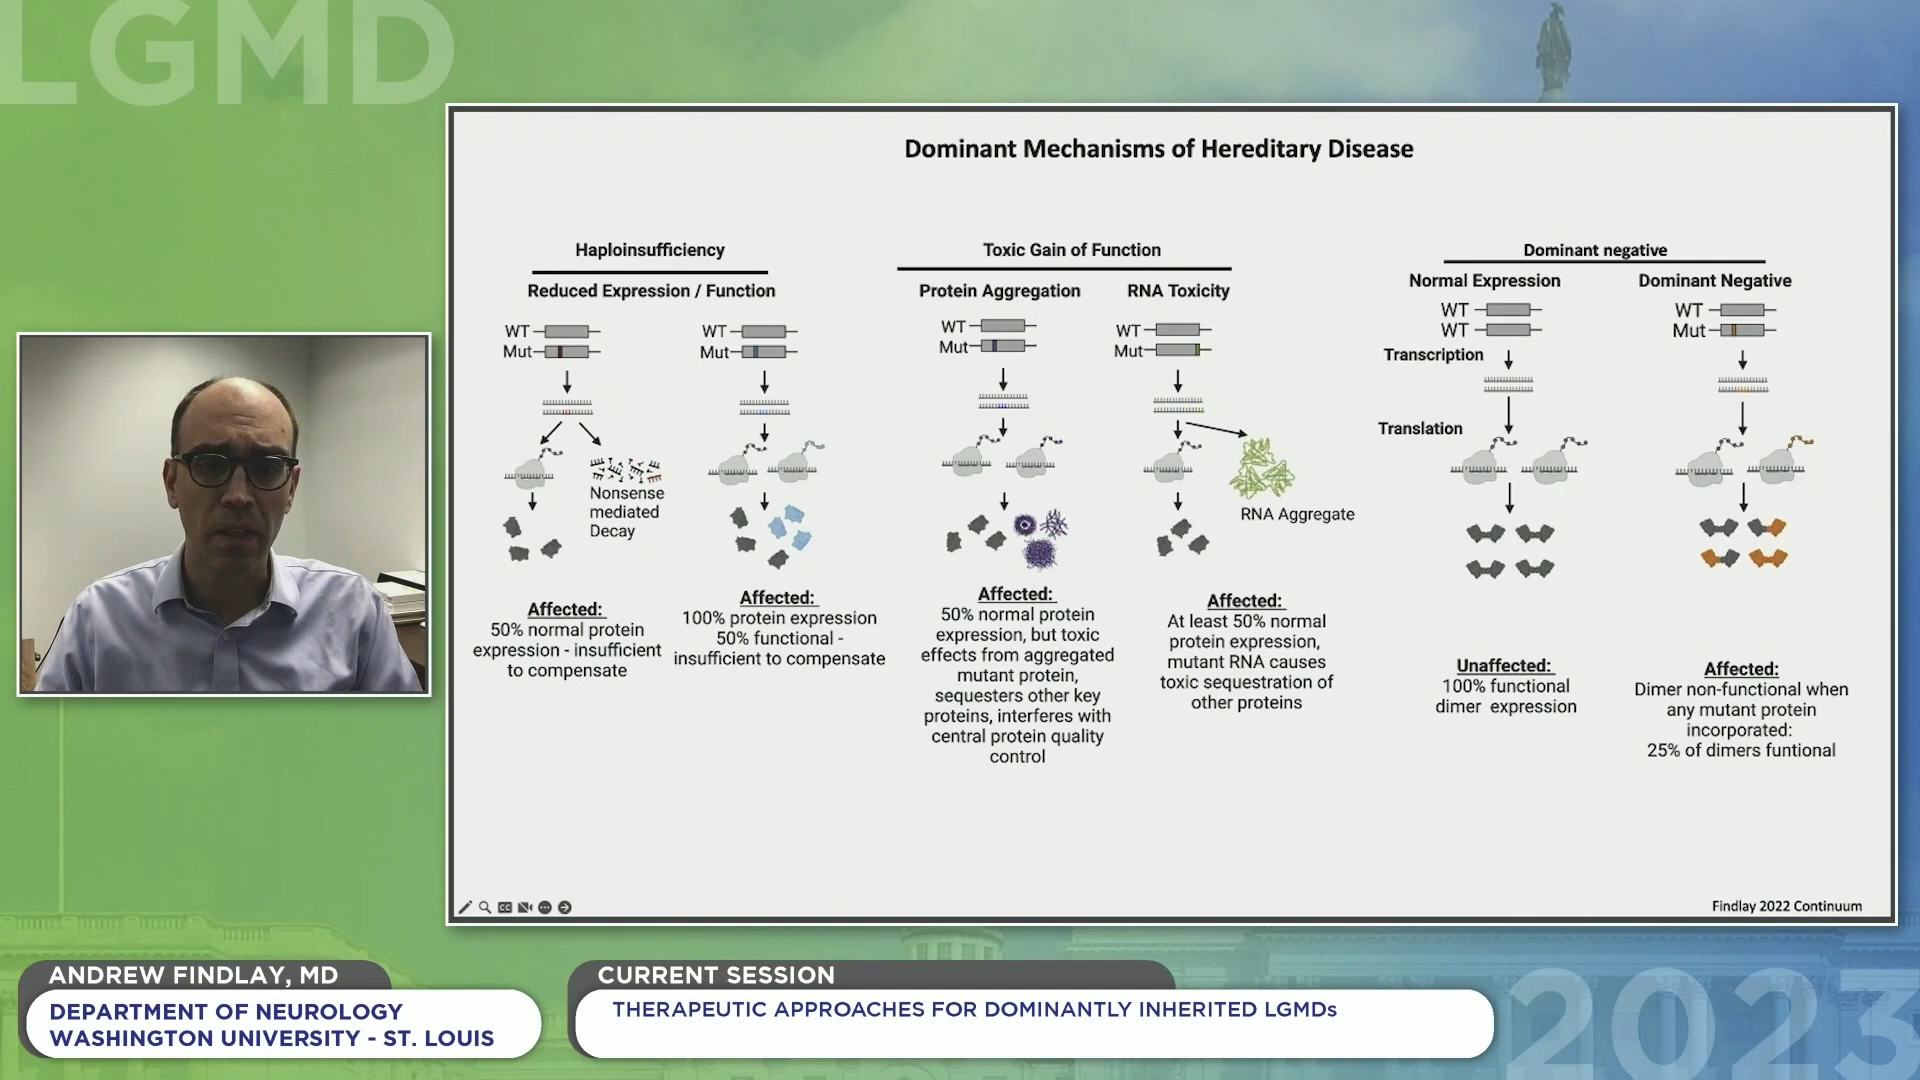 LGMD
Dominant Mechanisms of Hereditary Disease
Haploinsufficiency
Reduced Expression / Function
WT
Mut
Nonsense
mediated
Decay
Affected:
50% normal protein
expression - insufficient
to compensate
WT
Mut
Affected:
100% protein expression
50% functional -
insufficient to compensate
Toxic Gain of Function
Protein Aggregation
WT
Mut
Affected:
50% normal protein
expression, but toxic
effects from aggregated
mutant protein,
sequesters other key
proteins, interferes with
central protein quality
control
RNA Toxicity
WT
Mut
RNA Aggregate
Affected:
At least 50% normal
protein expression,
mutant RNA causes
toxic sequestration of
other proteins
Dominant negative
Normal Expression
WT
WT
Transcription
Translation
Unaffected:
100% functional
dimer expression
Dominant Negative
WT
Mut
Affected:
Dimer non-functional when
any mutant protein
incorporated:
25% of dimers funtional
CC
Findlay 2022 Continuum
ANDREW FINDLAY, MD
DEPARTMENT OF NEUROLOGY
WASHINGTON UNIVERSITY - ST. LOUIS
CURRENT SESSION
THERAPEUTIC APPROACHES FOR DOMINANTLY INHERITED LGMDs
2023